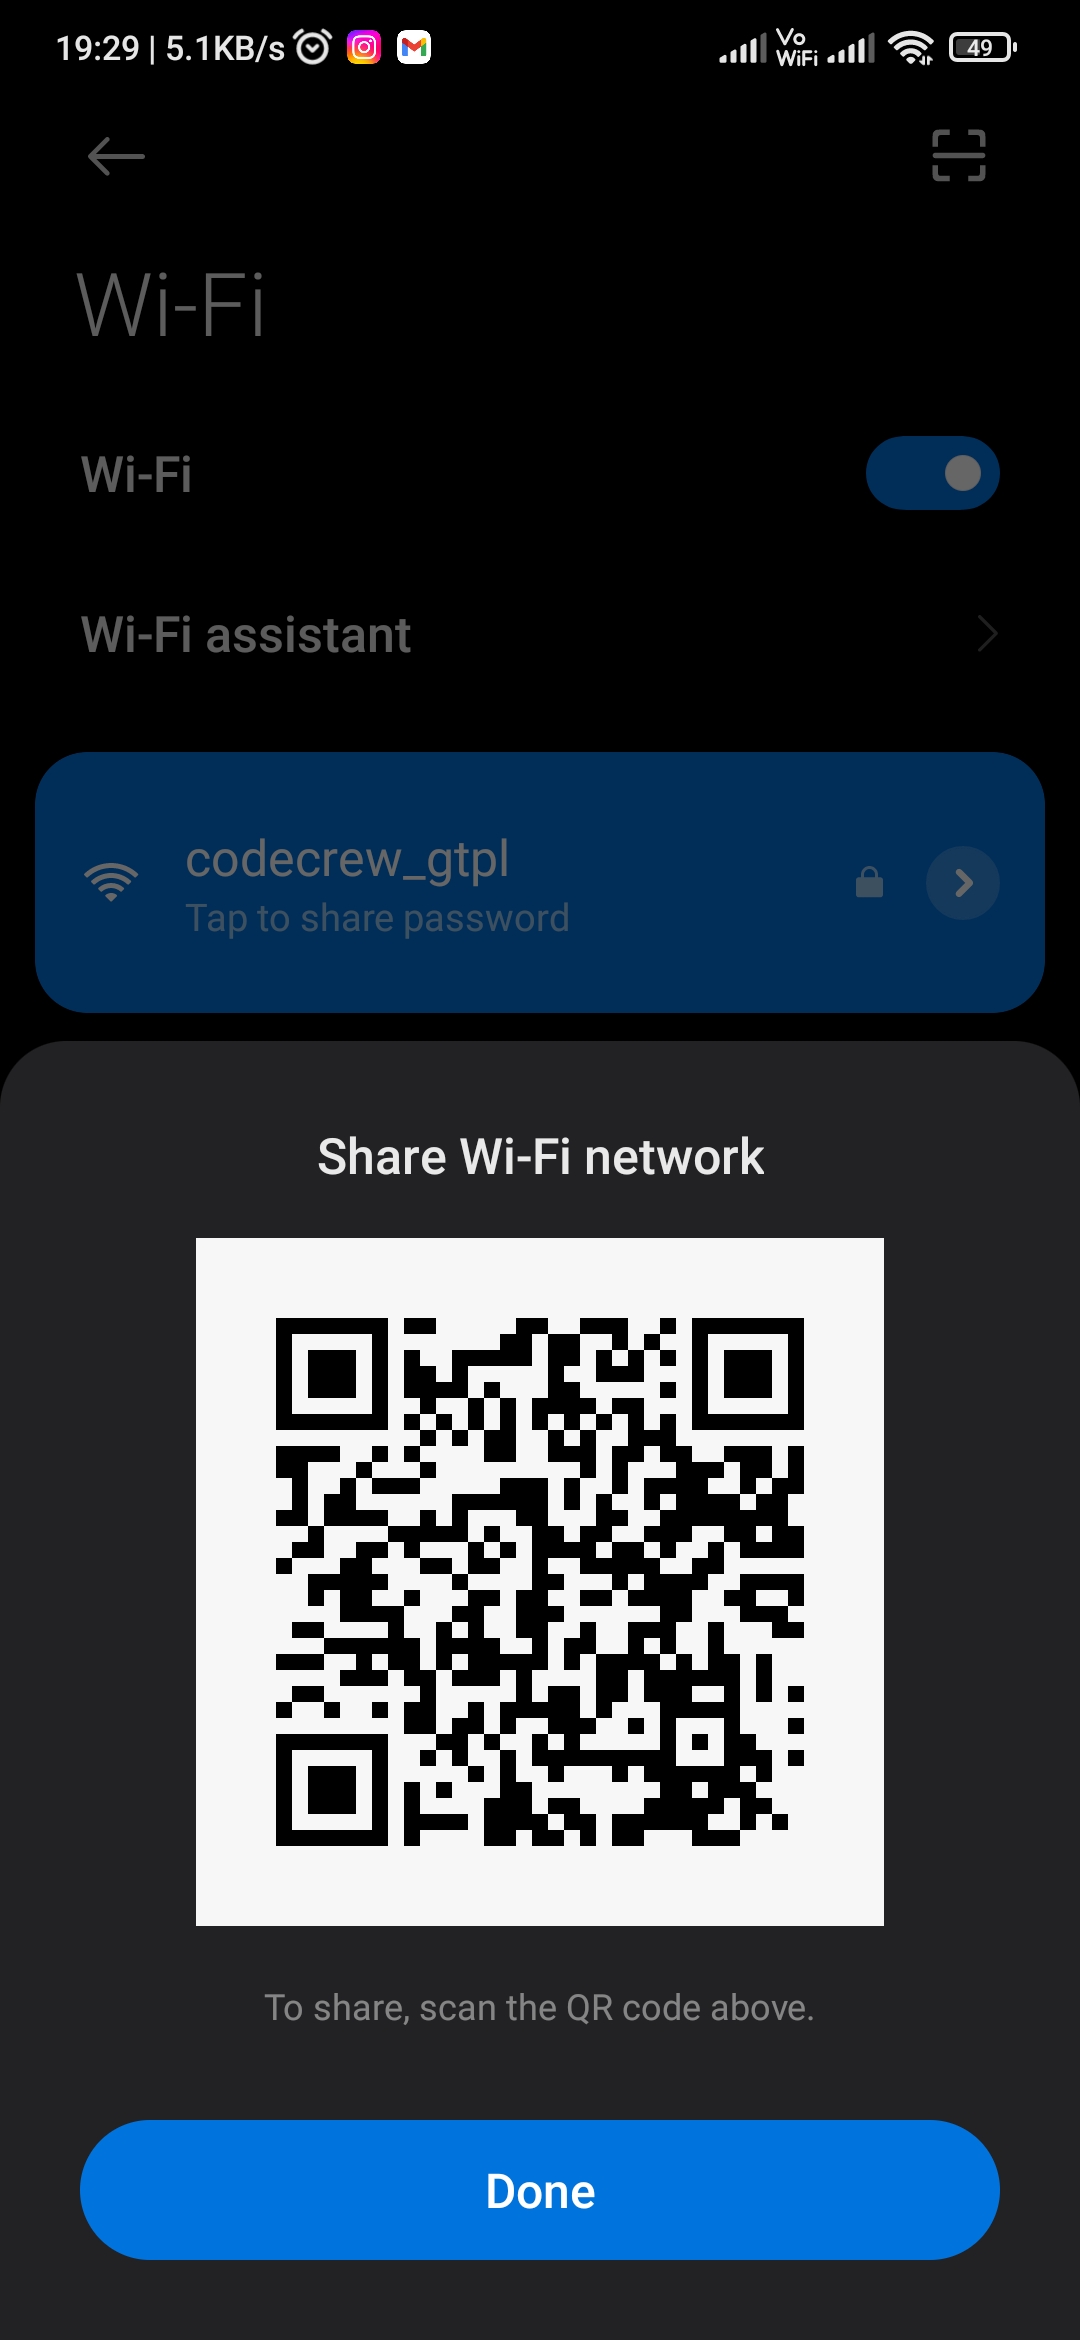 19:29 | 5.1KB/s Vo WiFi 49
Wi-Fi
Wi-Fi
Wi-Fi assistant
codecrew_gtpl
Tap to share password
Share Wi-Fi network
To share, scan the QR code above.
Done